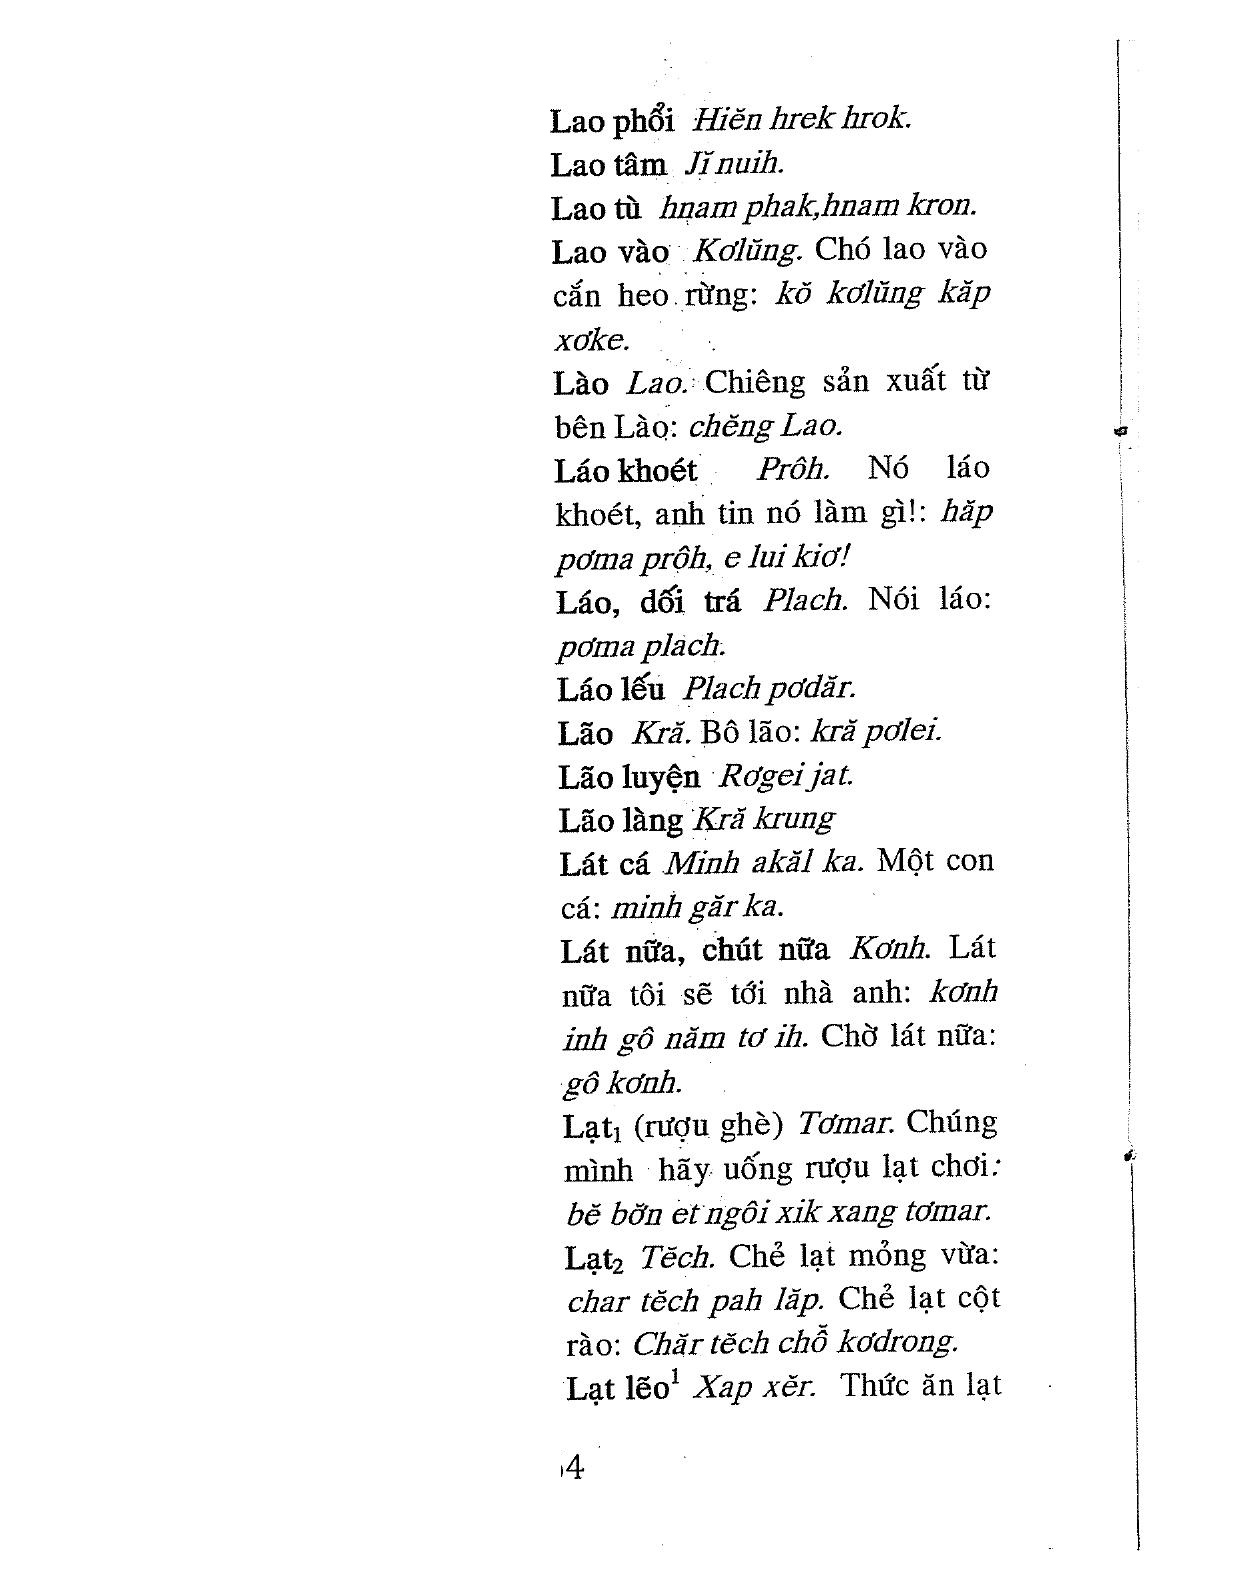 Lao phổi Hiĕn hrek hrok.
Lao tâm Jĭ nuih.
Lao tù hnam phak,hnam kron.
Lao vào Kơlŭng. Chó lao vào
cắn heo rừng: kŏ kơlŭng kăp
xơke.
Lào Lao. Chiêng sản xuất từ
bên Lào: chĕng Lao.
Láo khoét Prôh. Nó láo
khoét, anh tin nó làm gì!: hăp
pơma prôh, e lui kiơ!
Láo, dối trá Plach. Nói láo:
pơma plach.
Láo lếu Plach pơdăr.
Lão Kră. Bô lão: kră pơlei.
Lão luyện Rơgei jat.
Lão làng Kră krung
Lát cá Minh akăl ka. Một con
cá: minh găr ka.
Lát nữa, chút nữa Kơnh. Lát
nữa tôi sẽ tới nhà anh: kơnh
inh gô năm tơ ih. Chờ lát nữa:
gô kơnh.
Lạt₁ (rượu ghè) Tơmar. Chúng
mình hãy uống rượu lạt chơi:
bĕ bơ̆n et ngôi xik xang tơmar.
Lạt₂ Tĕch. Chẻ lạt mỏng vừa:
char tĕch pah lăp. Chẻ lạt cột
rào: Chăr tĕch chô̆ kơdrong.
Lạt lẽo¹ Xap xĕr. Thức ăn lạt
4